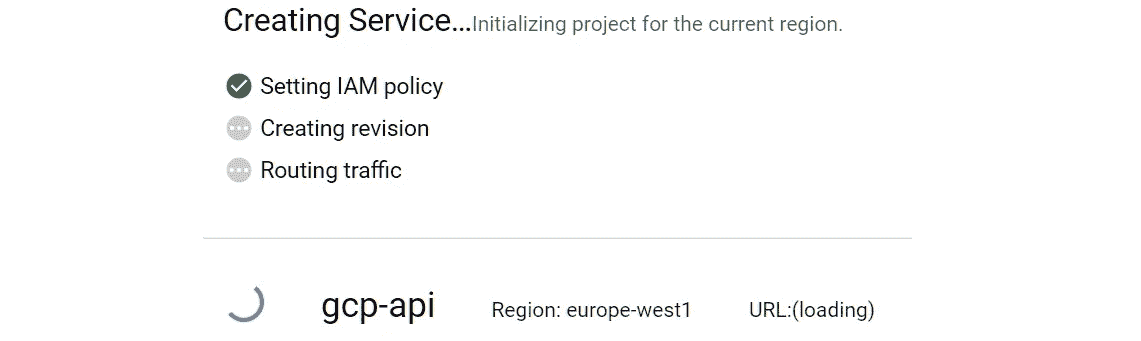 Creating Service...Initializing project for the current region.
Setting IAM policy
Creating revision
Routing traffic
gcp-api Region: europe-west1 URL:(loading)